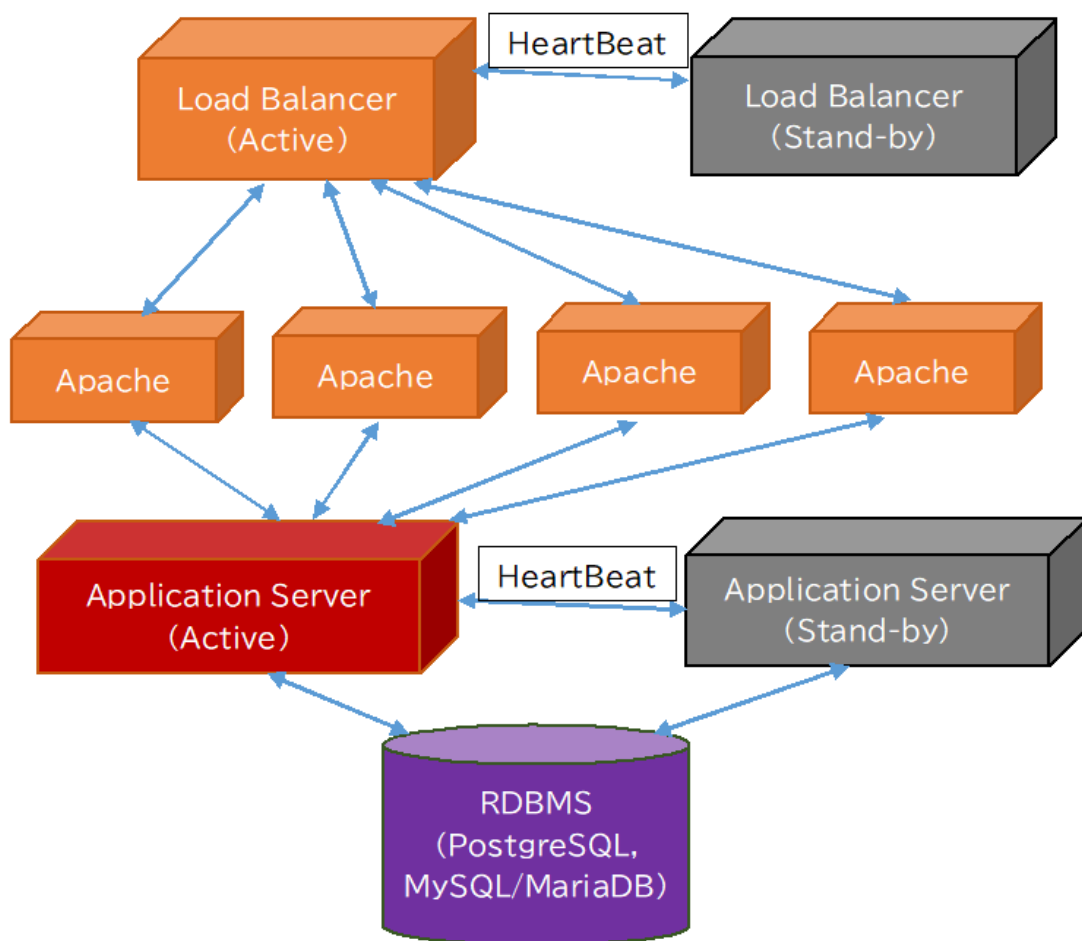 HeartBeat
Load Balancer
(Active)
Load Balancer
(Stand-by)
Apache
Apache
Apache
Apache
HeartBeat
Application Server
(Active)
Application Server
(Stand-by)
RDBMS
(PostgreSQL,
MySQL/MariaDB)